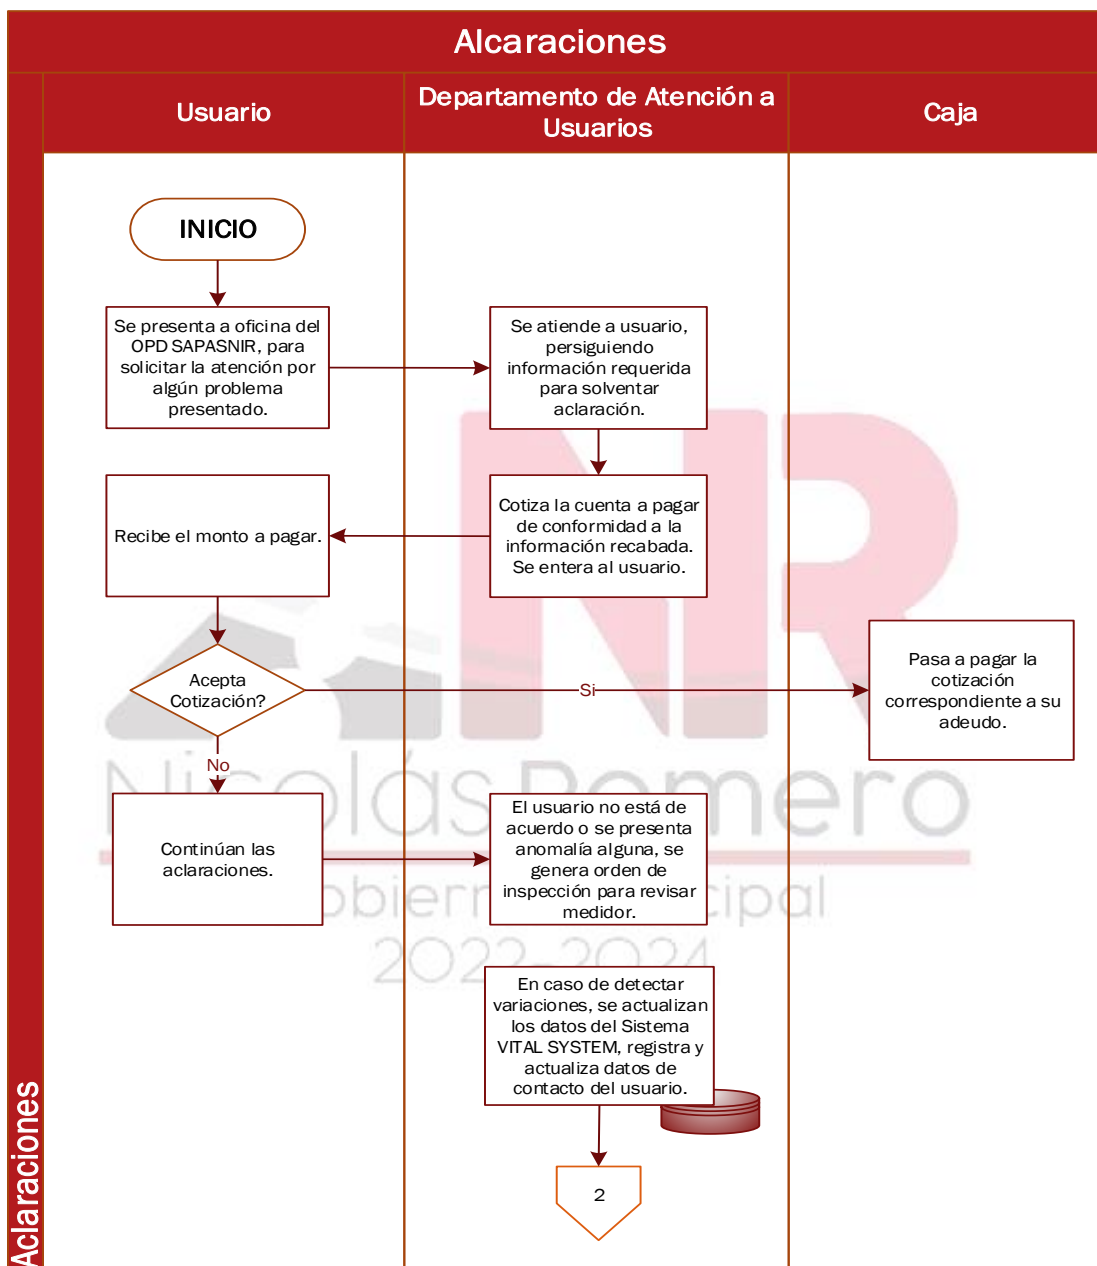 Alcaraciones
Usuario
Departamento de Atención a
Usuarios
Caja
INICIO
Se presenta a oficina del
OPD SAPASNIR, para
solicitar la atención por
algún problema
presentado.
Se atiende a usuario,
persiguiendo
información requerida
para solventar
aclaración.
Cotiza la cuenta a pagar
de conformidad a la
información recabada.
Se entera al usuario.
Recibe el monto a pagar.
Acepta
Cotización?
Si
Pasa a pagar la
cotización
correspondiente a su
adeudo.
No
Continúan las
aclaraciones.
El usuario no está de
acuerdo o se presenta
anomalía alguna, se
genera orden de
inspección para revisar
medidor.
En caso de detectar
variaciones, se actualizan
los datos del Sistema
VITAL SYSTEM, registra y
actualiza datos de
contacto del usuario.
2
Aclaraciones
NR
Nicolás Romero
2022-2024